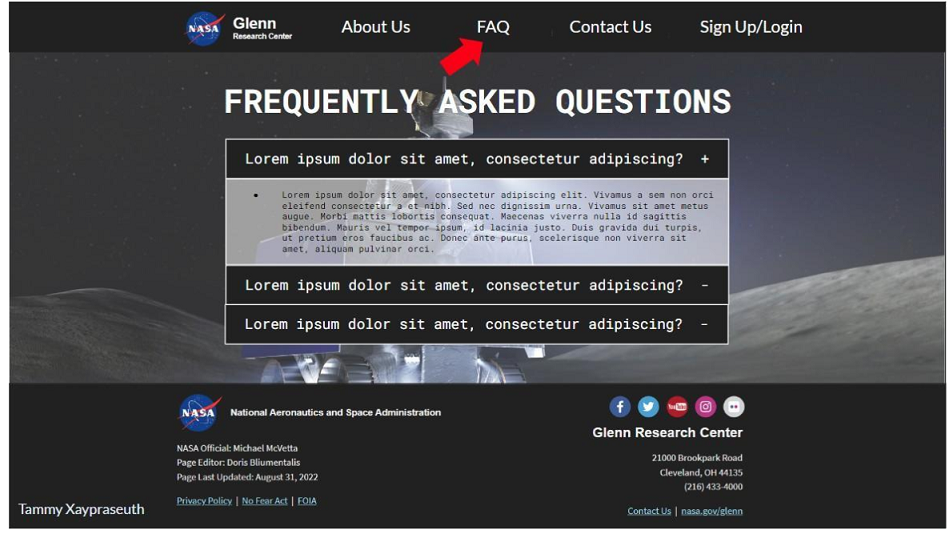 NASA
Glenn
Research Center
About Us
FAQ
Contact Us
Sign Up/Login
FREQUENTLY ASKED QUESTIONS
Lorem ipsum dolor sit amet, consectetur adipiscing? +
• Lorem ipsum dolor sit amet, consectetur adipiscing elit. Vivamus a sem non orci
eleifend consectetur a et nibh. Sed nec dignissim urna. Vivamus sit amet metus
augue. Morbi mattis lobortis consequat. Maecenas viverra nulla id sagittis
bibendum. Mauris vel tempor ipsum, id lacinia justo. Duis gravida dui turpis,
ut pretium eros faucibus ac. Donec ante purus, scelerisque non viverra sit
amet, aliquam pulvinar orci.
Lorem ipsum dolor sit amet, consectetur adipiscing? -
Lorem ipsum dolor sit amet, consectetur adipiscing? -
NASA
National Aeronautics and Space Administration
NASA Official: Michael McVetta
Page Editor: Doris Bliumentalis
Page Last Updated: August 31, 2022
Privacy Policy | No Fear Act | FOIA
YouTube
Glenn Research Center
21000 Brookpark Road
Cleveland, OH 44135
(216) 433-4000
Contact Us | nasa.gov/glenn
Tammy Xaypraseuth